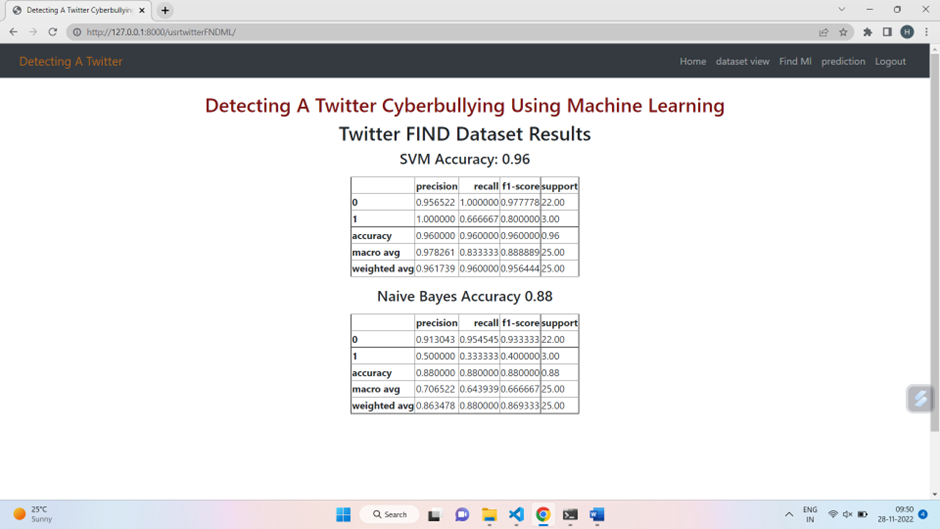 Detecting A Twitter Cyberbullying
http://127.0.0.1:8000/usrtwitterFNDML/
H
Detecting A Twitter
Home dataset view Find Ml prediction Logout
Detecting A Twitter Cyberbullying Using Machine Learning
Twitter FIND Dataset Results
SVM Accuracy: 0.96
precision recall f1-score support
0 0.956522 1.000000 0.977778 22.00
1 1.000000 0.666667 0.800000 3.00
accuracy 0.960000 0.960000 0.960000 0.96
macro avg 0.978261 0.833333 0.888889 25.00
weighted avg 0.961739 0.960000 0.956444 25.00
Naive Bayes Accuracy 0.88
precision recall f1-score support
0 0.913043 0.954545 0.933333 22.00
1 0.500000 0.333333 0.400000 3.00
accuracy 0.880000 0.880000 0.880000 0.88
macro avg 0.706522 0.643939 0.666667 25.00
weighted avg 0.863478 0.880000 0.869333 25.00
25°C
Sunny
Search
ENG
IN
09:50
28-11-2022
4